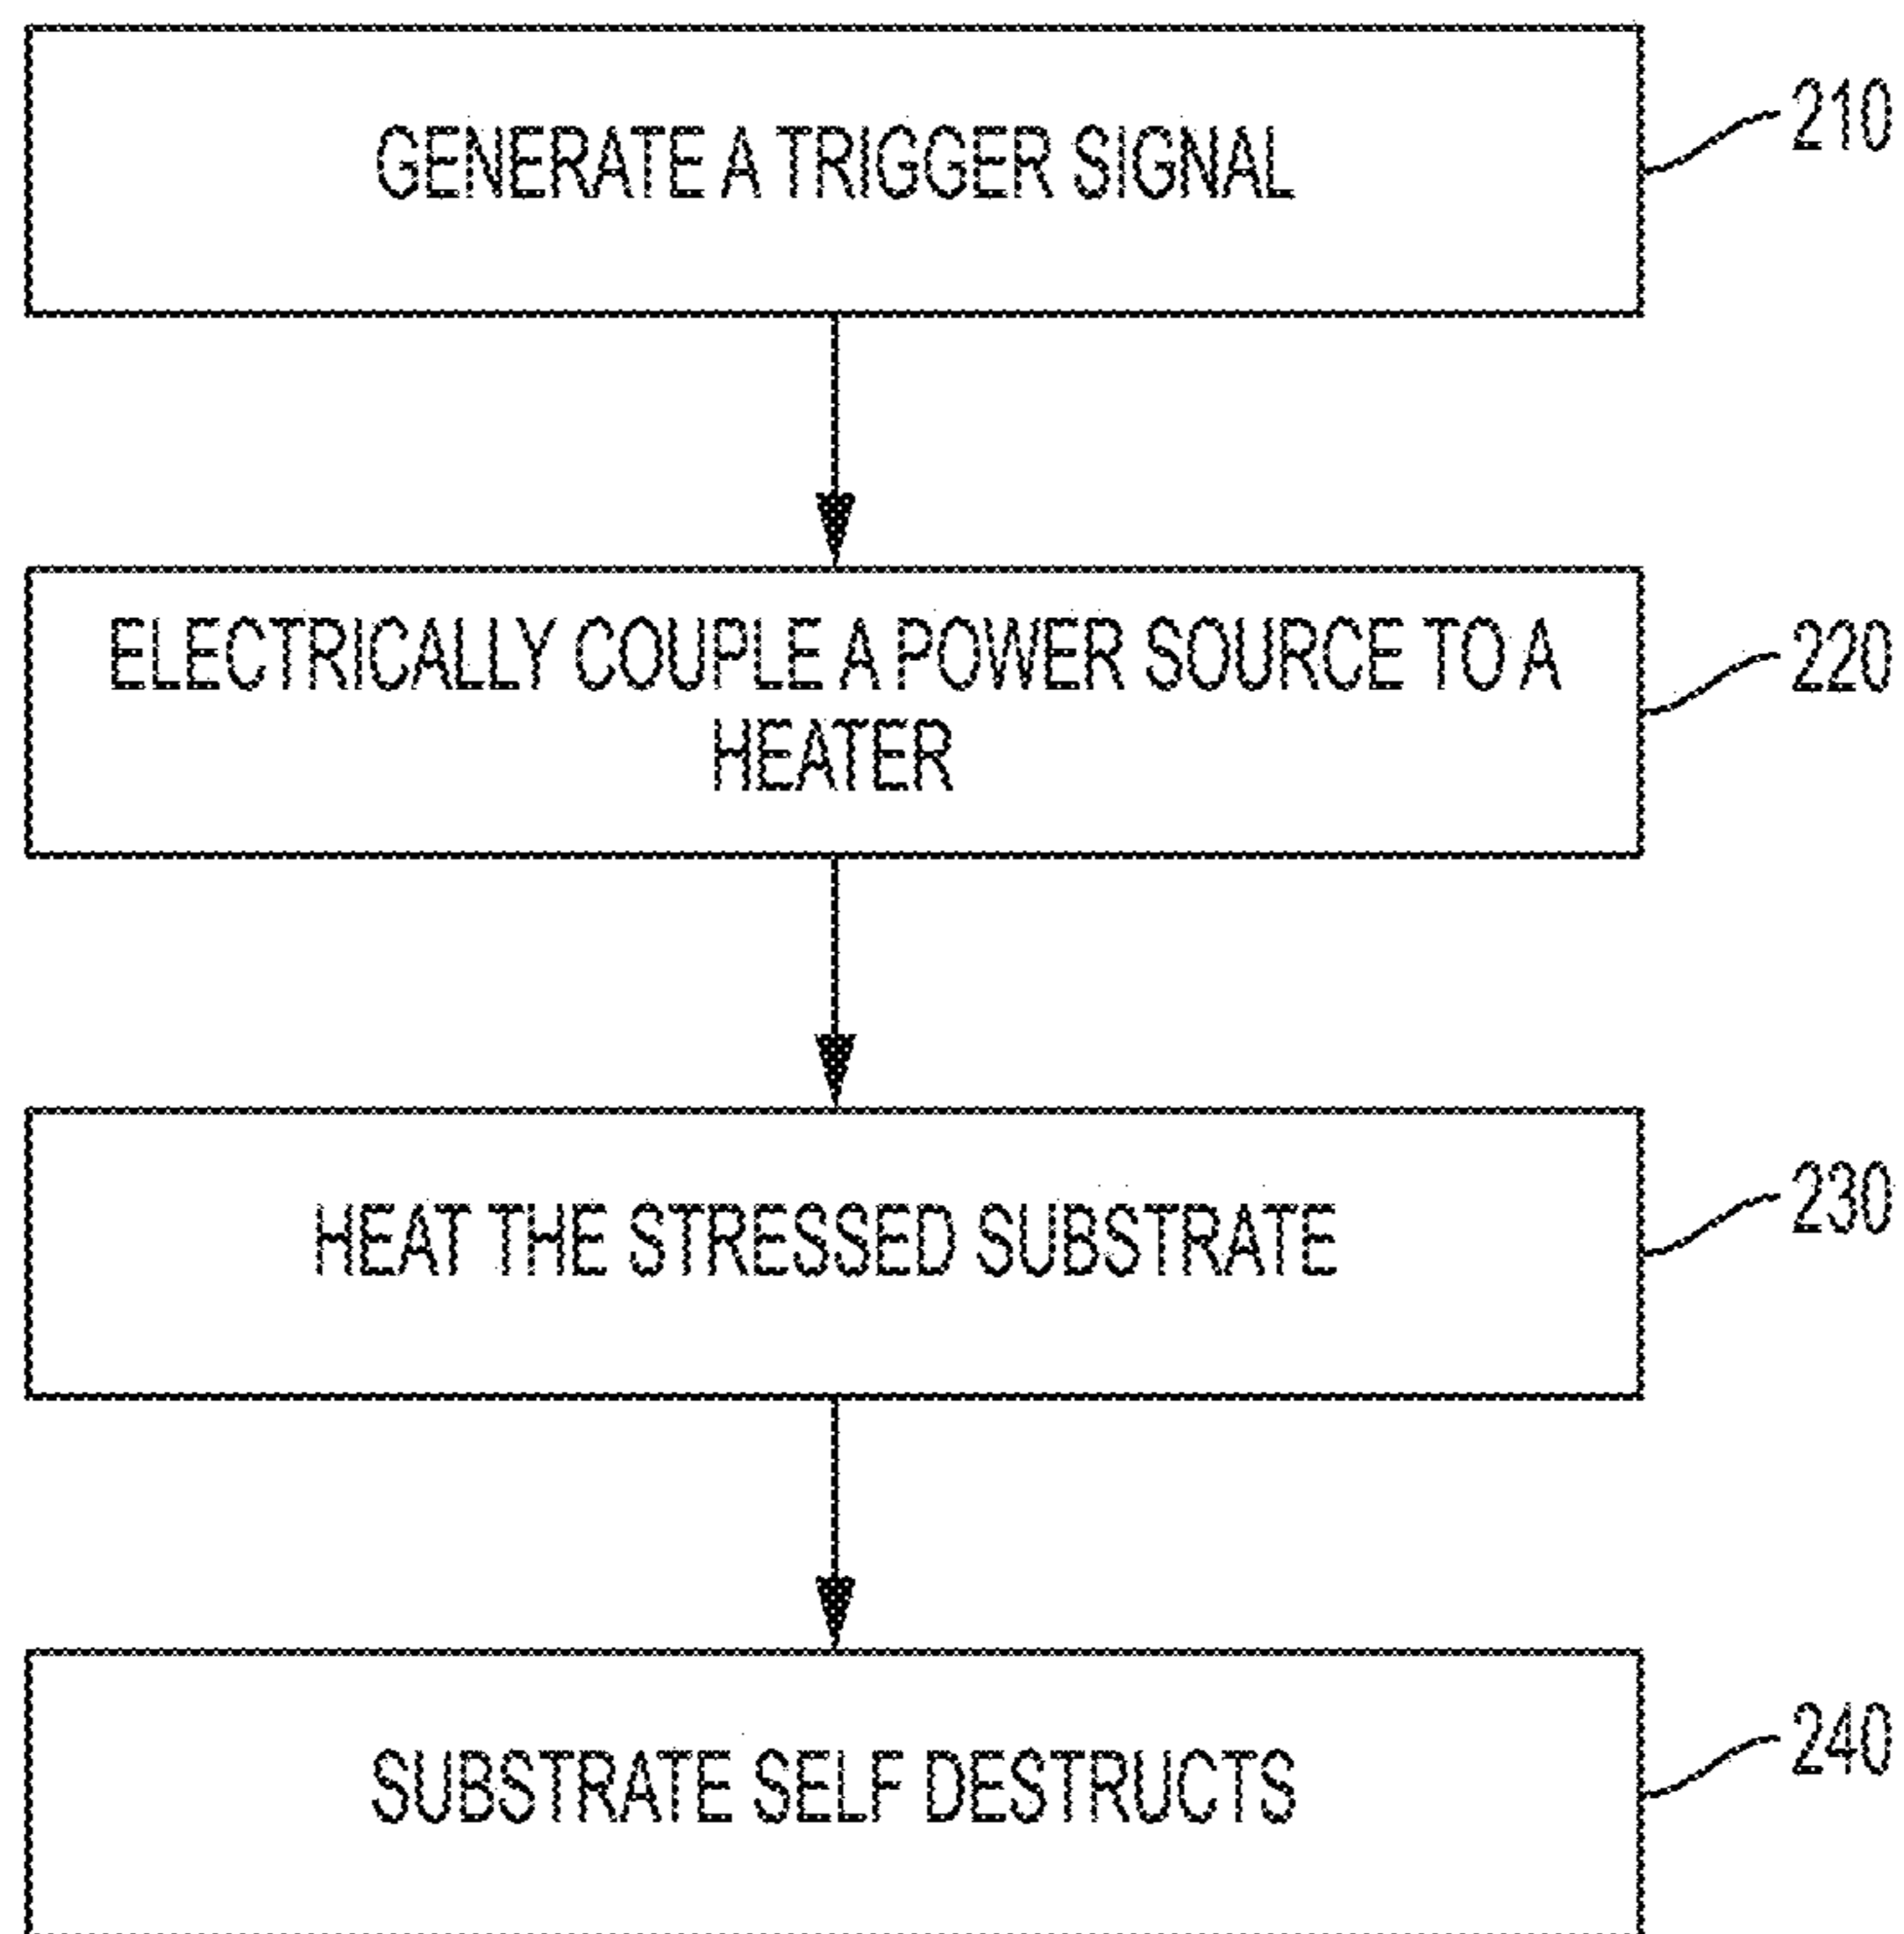 GENERATE A TRIGGER SIGNAL
210
ELECTRICALLY COUPLE A POWER SOURCE TO A
HEATER
220
HEAT THE STRESSED SUBSTRATE
230
SUBSTRATE SELF DESTRUCTS
240